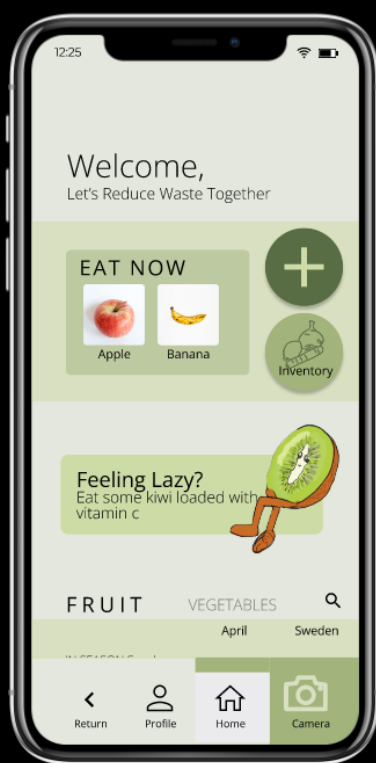 12:25
Welcome,
Let's Reduce Waste Together
EAT NOW
Apple Banana
Inventory
Feeling Lazy?
Eat some kiwi loaded with
vitamin c
FRUIT VEGETABLES
April Sweden
Return Profile Home Camera